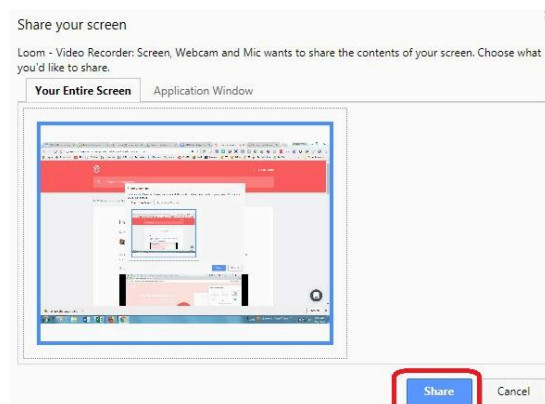 Share your screen
Loom - Video Recorder: Screen, Webcam and Mic wants to share the contents of your screen. Choose what
you'd like to share.
Your Entire Screen Application Window
Share Cancel